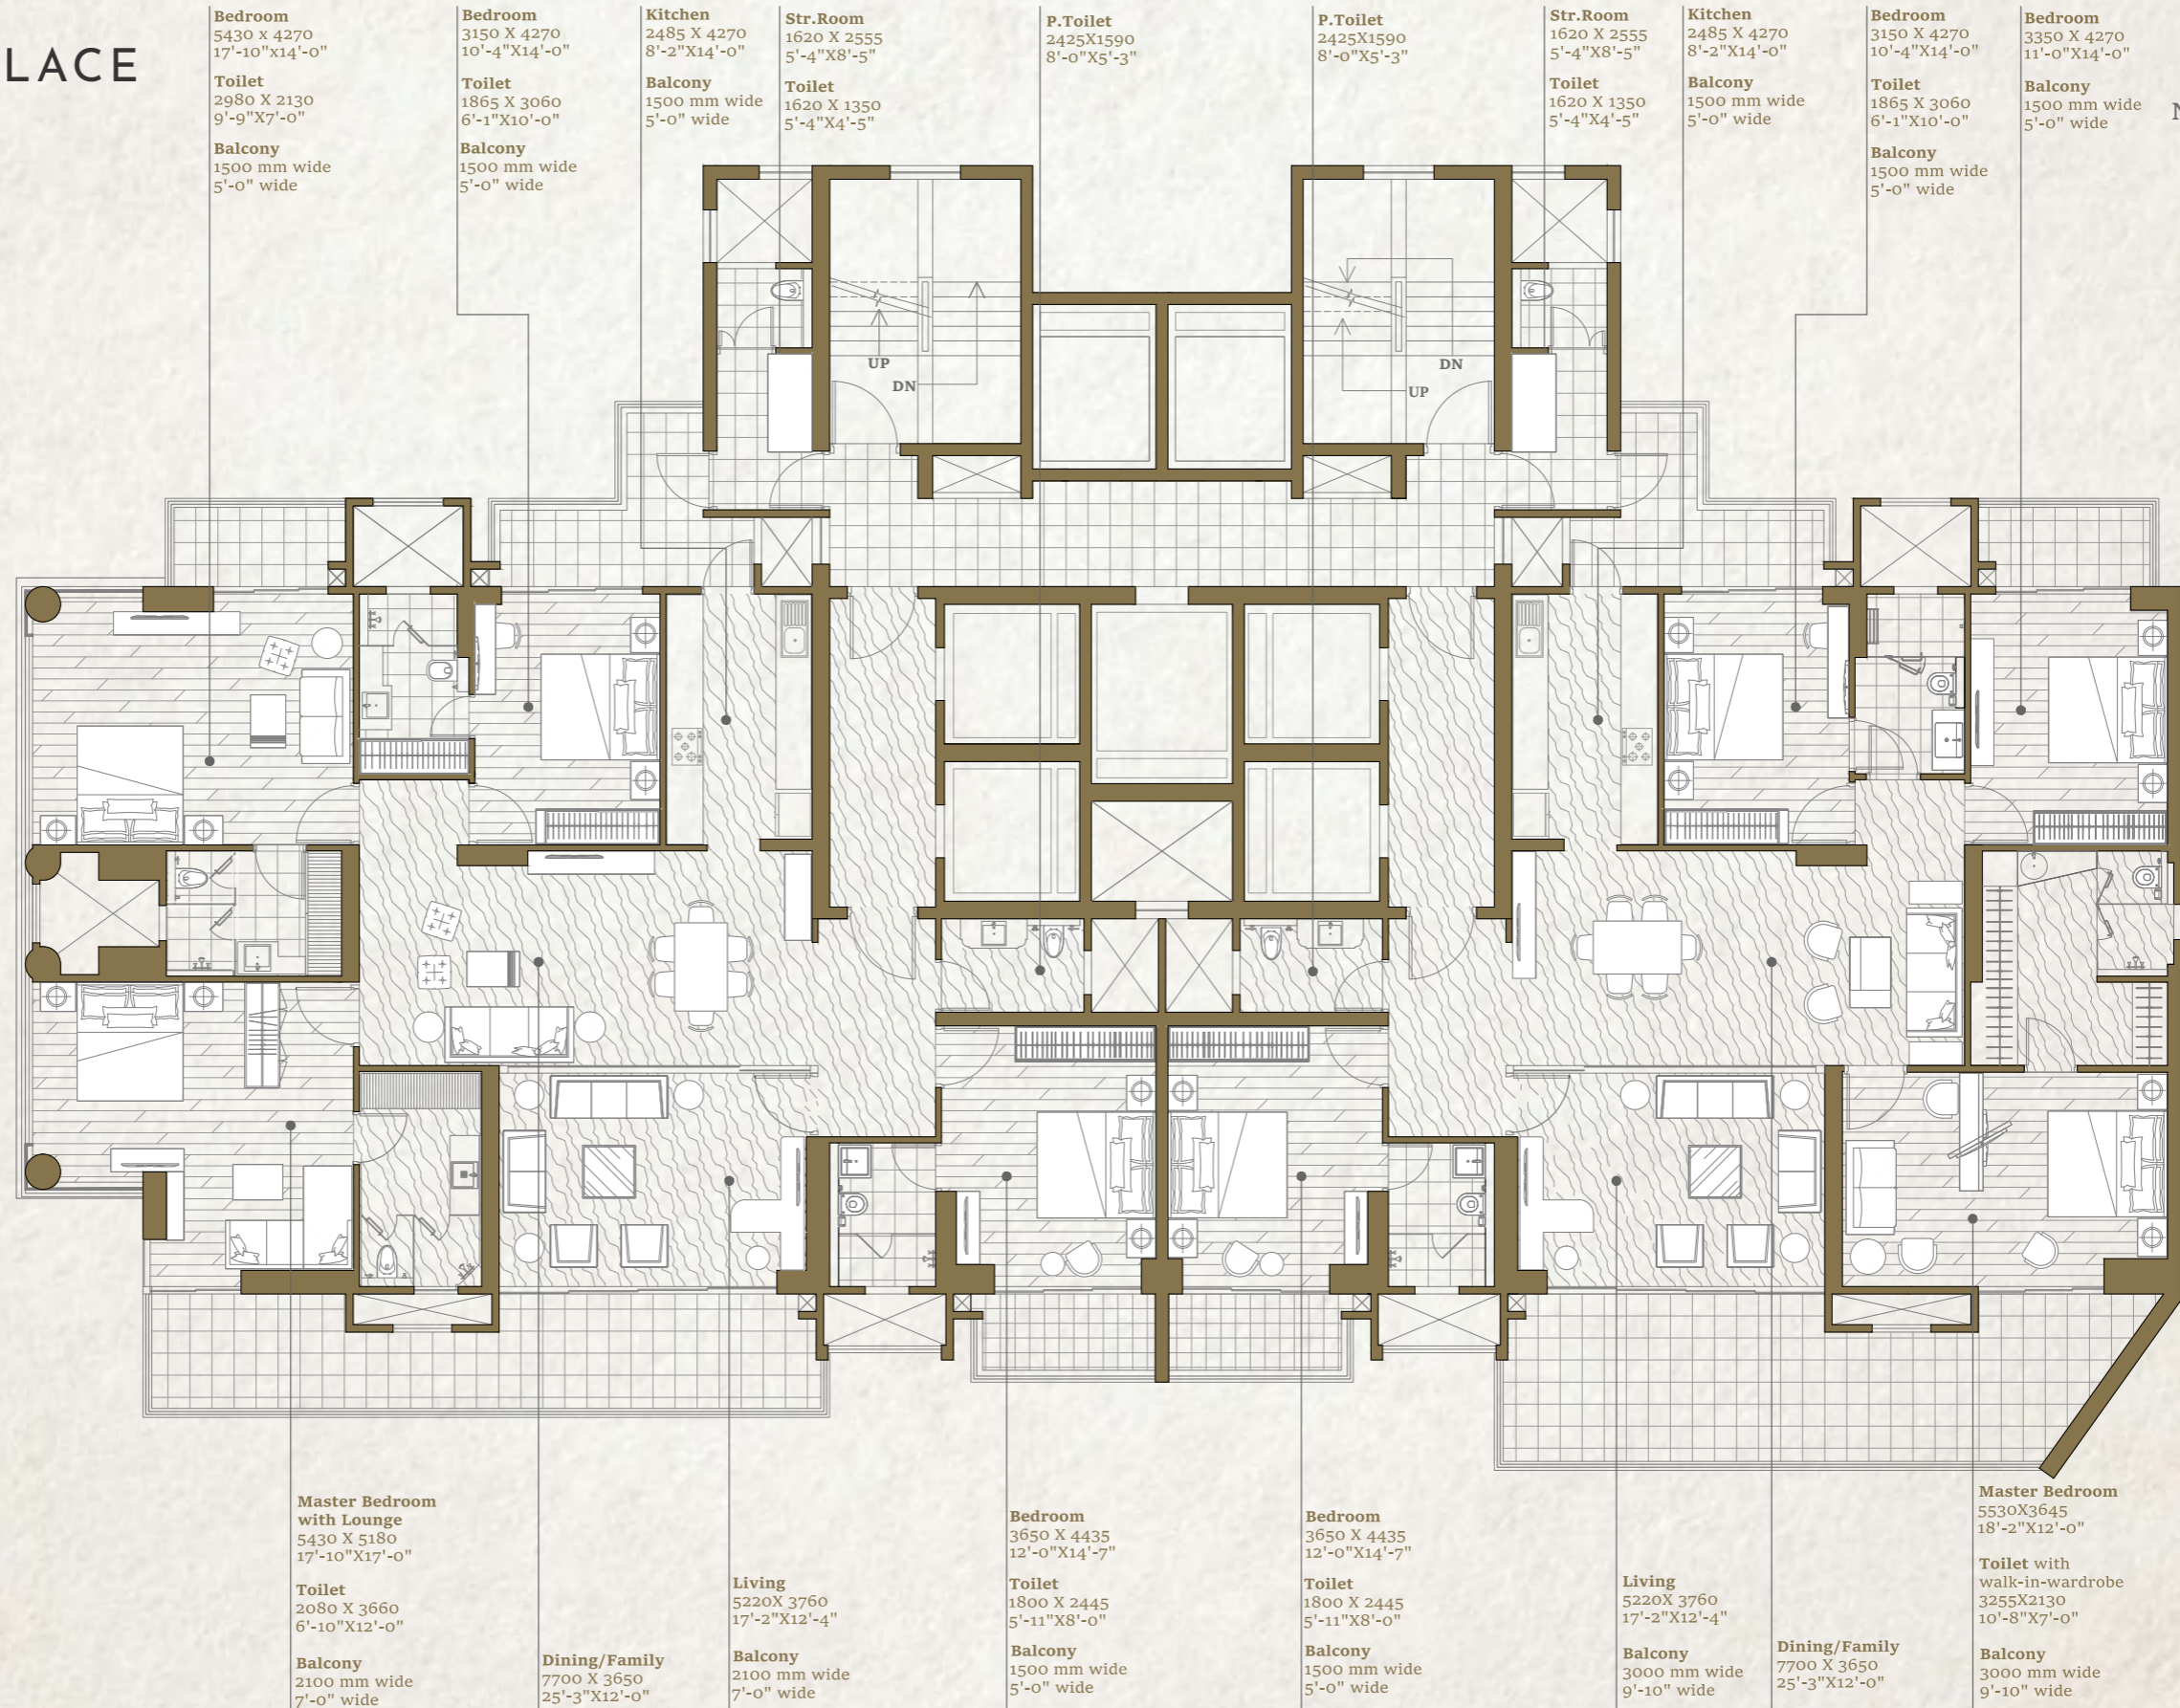 LACE
Bedroom
5430 x 4270
17'-10"x14'-0"
Toilet
2980 X 2130
9'-9"X7'-0"
Balcony
1500 mm wide
5'-0" wide
Bedroom
3150 X 4270
10'-4"X14'-0"
Toilet
1865 X 3060
6'-1"X10'-0"
Balcony
1500 mm wide
5'-0" wide
Kitchen
2485 X 4270
8'-2"X14'-0"
Balcony
1500 mm wide
5'-0" wide
Str.Room
1620 X 2555
5'-4"X8'-5"
Toilet
1620 X 1350
5'-4"X4'-5"
P.Toilet
2425X1590
8'-0"X5'-3"
P.Toilet
2425X1590
8'-0"X5'-3"
Str.Room
1620 X 2555
5'-4"X8'-5"
Toilet
1620 X 1350
5'-4"X4'-5"
Kitchen
2485 X 4270
8'-2"X14'-0"
Balcony
1500 mm wide
5'-0" wide
Bedroom
3150 X 4270
10'-4"X14'-0"
Toilet
1865 X 3060
6'-1"X10'-0"
Balcony
1500 mm wide
5'-0" wide
Bedroom
3350 X 4270
11'-0"X14'-0"
Balcony
1500 mm wide
5'-0" wide
UP
DN
DN
UP
Master Bedroom
with Lounge
5430 X 5180
17'-10"X17'-0"
Toilet
2080 X 3660
6'-10"X12'-0"
Balcony
2100 mm wide
7'-0" wide
Dining/Family
7700 X 3650
25'-3"X12'-0"
Living
5220X 3760
17'-2"X12'-4"
Balcony
2100 mm wide
7'-0" wide
Bedroom
3650 X 4435
12'-0"X14'-7"
Toilet
1800 X 2445
5'-11"X8'-0"
Balcony
1500 mm wide
5'-0" wide
Bedroom
3650 X 4435
12'-0"X14'-7"
Toilet
1800 X 2445
5'-11"X8'-0"
Balcony
1500 mm wide
5'-0" wide
Living
5220X 3760
17'-2"X12'-4"
Balcony
3000 mm wide
9'-10" wide
Dining/Family
7700 X 3650
25'-3"X12'-0"
Master Bedroom
5530X3645
18'-2"X12'-0"
Toilet with
walk-in-wardrobe
3255X2130
10'-8"X7'-0"
Balcony
3000 mm wide
9'-10" wide